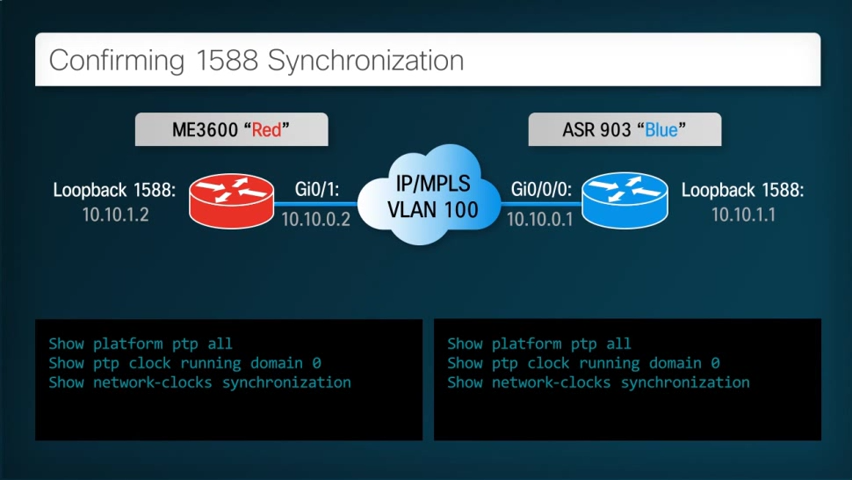 Confirming 1588 Synchronization
ME3600 “Red”
ASR 903 “Blue”
Loopback 1588:
10.10.1.2
Gi0/1:
10.10.0.2
IP/MPLS
VLAN 100
Gi0/0/0:
10.10.0.1
Loopback 1588:
10.10.1.1
Show platform ptp all
Show ptp clock running domain 0
Show network-clocks synchronization
Show platform ptp all
Show ptp clock running domain 0
Show network-clocks synchronization